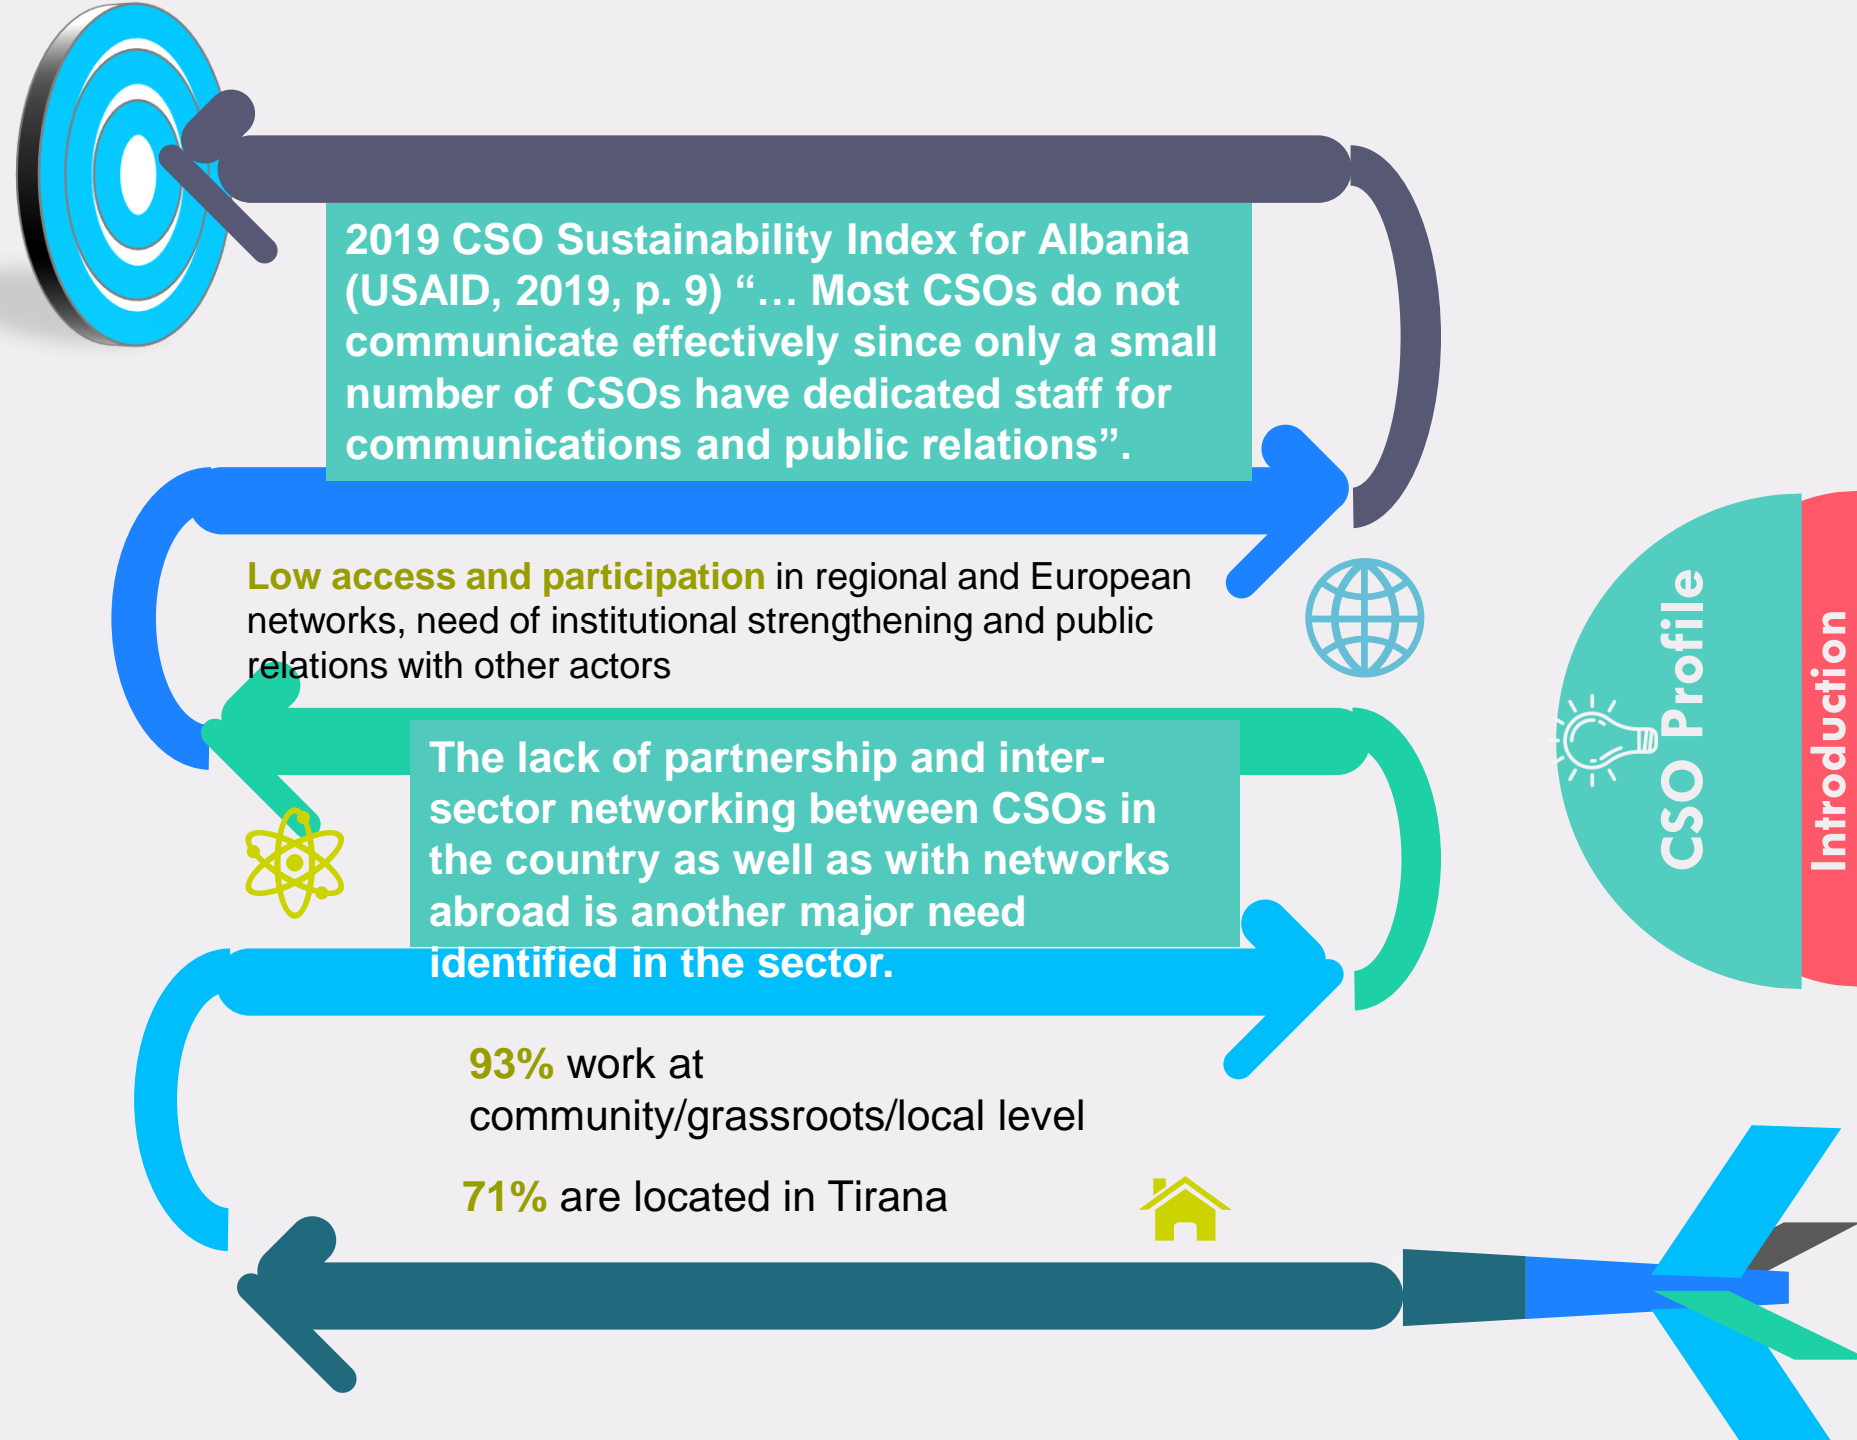 2019 CSO Sustainability Index for Albania
(USAID, 2019, p. 9) “… Most CSOs do not
communicate effectively since only a small
number of CSOs have dedicated staff for
communications and public relations”.
Low access and participation in regional and European
networks, need of institutional strengthening and public
relations with other actors
The lack of partnership and inter-
sector networking between CSOs in
the country as well as with networks
abroad is another major need
identified in the sector.
93% work at
community/grassroots/local level
71% are located in Tirana
CSO Profile
Introduction